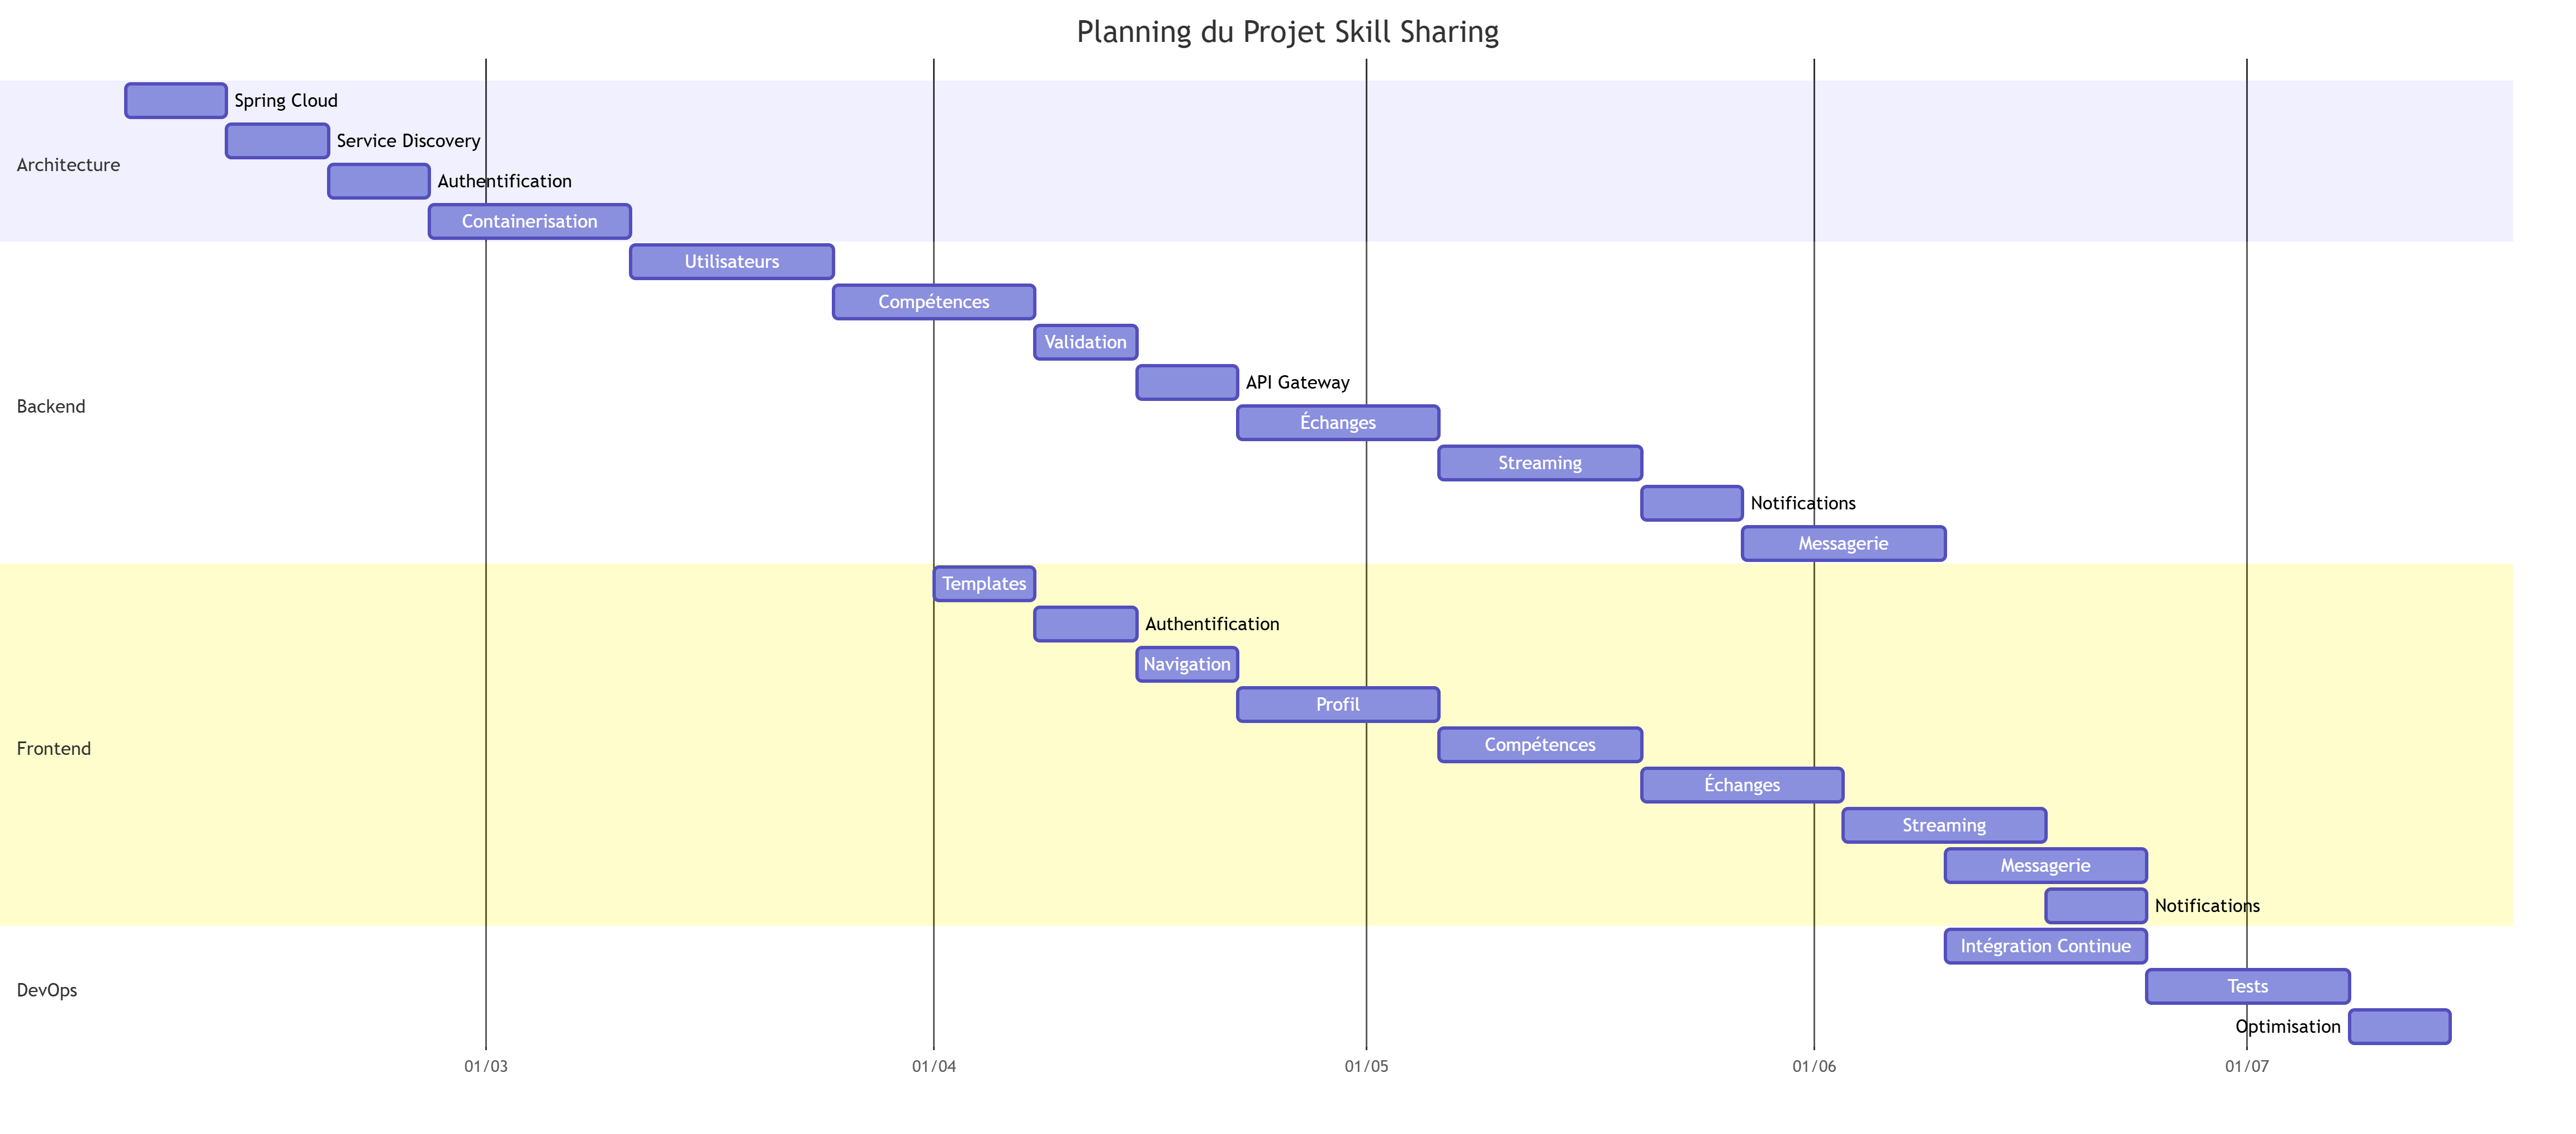 Planning du Projet Skill Sharing
Architecture
Spring Cloud
Service Discovery
Authentification
Containerisation
Backend
Utilisateurs
Compétences
Validation
API Gateway
Échanges
Streaming
Notifications
Messagerie
Frontend
Templates
Authentification
Navigation
Profil
Compétences
Échanges
Streaming
Messagerie
Notifications
DevOps
Intégration Continue
Tests
Optimisation
01/03
01/04
01/05
01/06
01/07